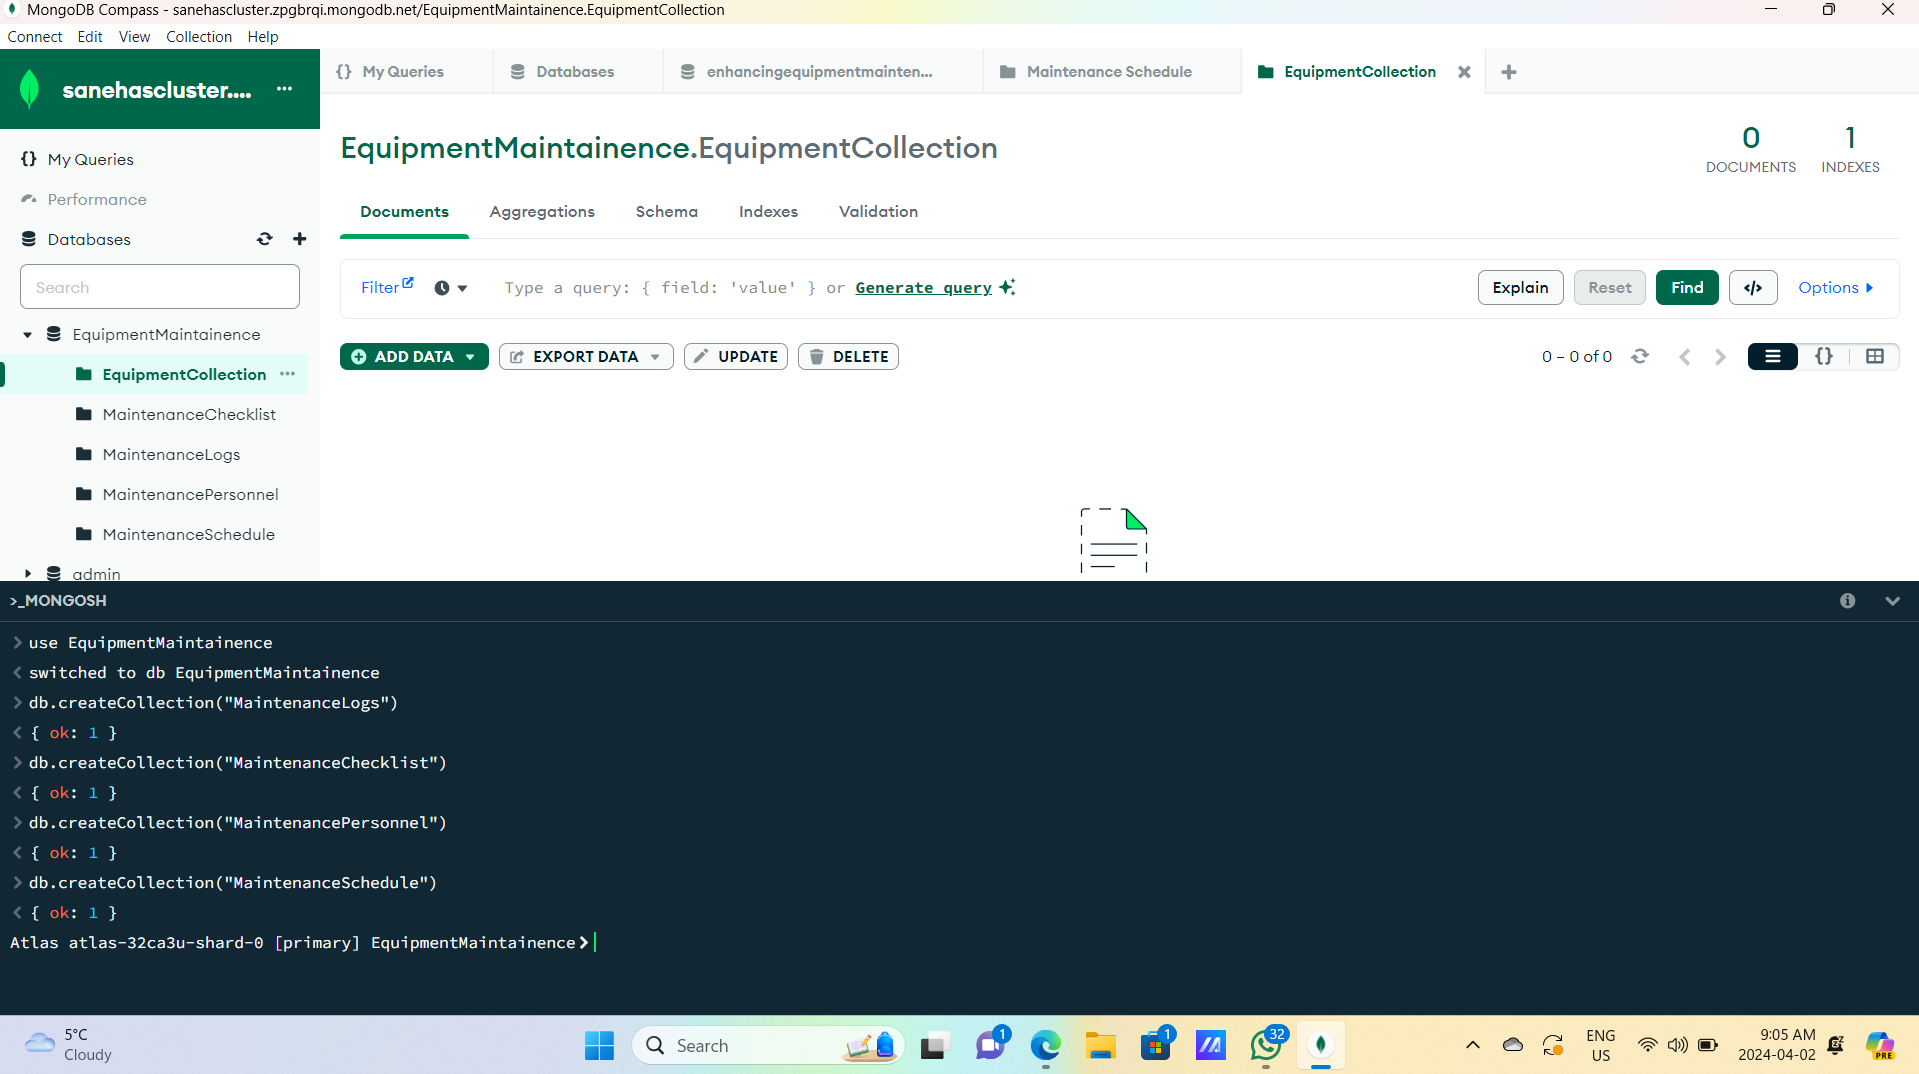 MongoDB Compass - sanehascluster.zpgbrqi.mongodb.net/EquipmentMaintainence.EquipmentCollection
Connect Edit View Collection Help
sanehascluster.... ...
{} My Queries
Performance
Databases
Search
EquipmentMaintainence
EquipmentCollection ...
MaintenanceChecklist
MaintenanceLogs
MaintenancePersonnel
MaintenanceSchedule
admin
{} My Queries
Databases
enhancingequipmentmainten...
Maintenance Schedule
EquipmentCollection
EquipmentMaintainence.EquipmentCollection
0
DOCUMENTS
1
INDEXES
Documents Aggregations Schema Indexes Validation
Filter Type a query: { field: 'value' } or Generate query Explain Reset Find </> Options
ADD DATA EXPORT DATA UPDATE DELETE 0 – 0 of 0 {}
>_MONGOSH
> use EquipmentMaintainence
< switched to db EquipmentMaintainence
> db.createCollection("MaintenanceLogs")
< { ok: 1 }
> db.createCollection("MaintenanceChecklist")
< { ok: 1 }
> db.createCollection("MaintenancePersonnel")
< { ok: 1 }
> db.createCollection("MaintenanceSchedule")
< { ok: 1 }
Atlas atlas-32ca3u-shard-0 [primary] EquipmentMaintainence>
5°C
Cloudy
Search
1
1
32
ENG
US
9:05 AM
2024-04-02
PRE